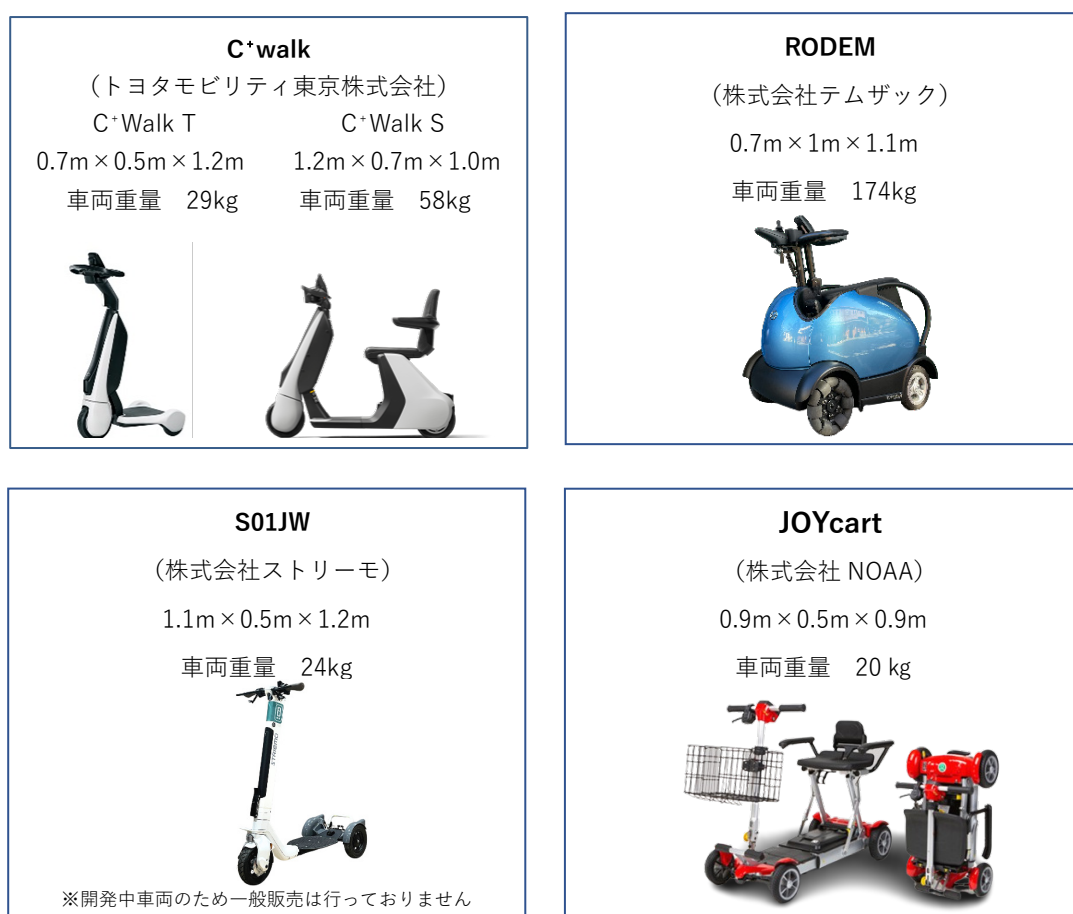 C⁺walk
（トヨタモビリティ東京株式会社）
C⁺Walk T
0.7m×0.5m×1.2m
車両重量　29kg
C⁺Walk S
1.2m×0.7m×1.0m
車両重量　58kg
RODEM
（株式会社テムザック）
0.7m×1m×1.1m
車両重量　174kg
S01JW
（株式会社ストリーモ）
1.1m×0.5m×1.2m
車両重量　24kg
※開発中車両のため一般販売は行っておりません
JOYcart
（株式会社 NOAA）
0.9m×0.5m×0.9m
車両重量　20 kg